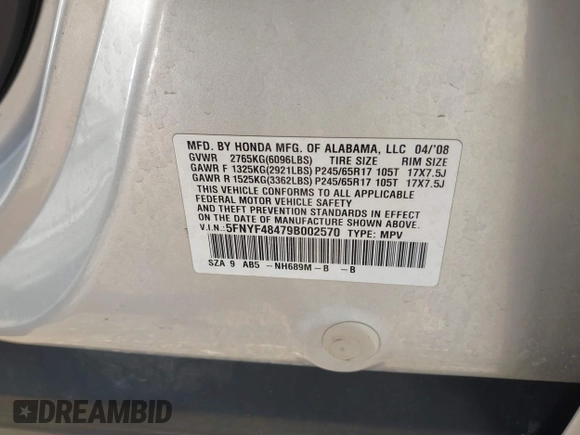 MFD. BY HONDA MFG. OF ALABAMA, LLC 04/'08
GVWR 2765KG(6096LBS) TIRE SIZE RIM SIZE
GAWR F 1325KG(2921LBS) P245/65R17 105T 17X7.5J
GAWR R 1525KG(3362LBS) P245/65R17 105T 17X7.5J
THIS VEHICLE CONFORMS TO ALL APPLICABLE
FEDERAL MOTOR VEHICLE SAFETY AND
THEFT PREVENTION STANDARDS IN EFFECT
ON THE DATE OF MANUFACTURE SHOWN ABOVE.
V.I.N.:5FNYF48479B002570 TYPE: MPV
SZA 9 AB5 -NH689M-B -B
DREAMBID